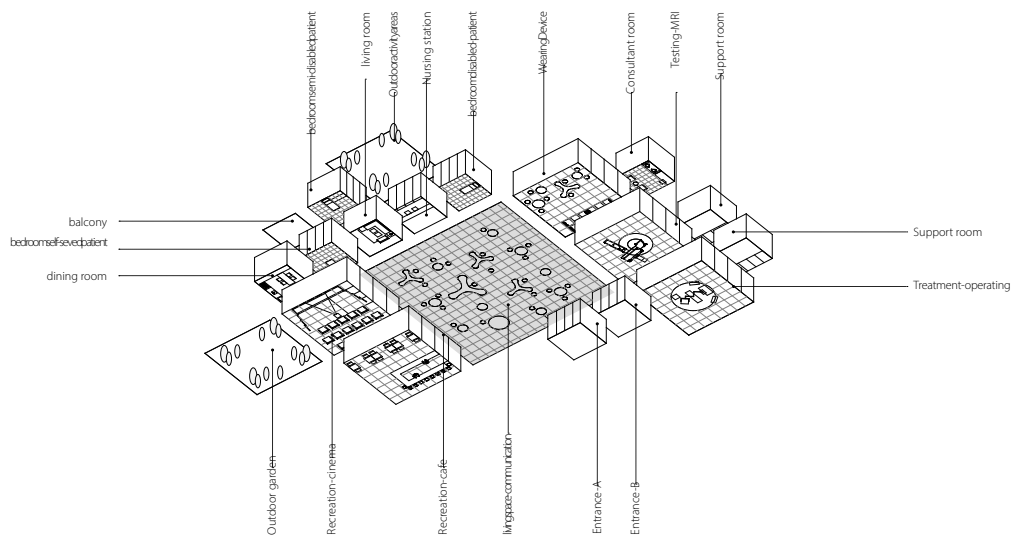 bedroomsemi-disabledpatient
living room
Outdooractivityareas
Nursing station
bedroomdisabled-patient
WearingDevice
Consultant room
Testing-MRI
Support room
balcony
bedroomself-sevedpatient
dining room
Support room
Treatment-operating
Outdoor garden
Recreation-cinema
Recreation-cafe
livingspace-communication
Entrance-A
Entrance-B